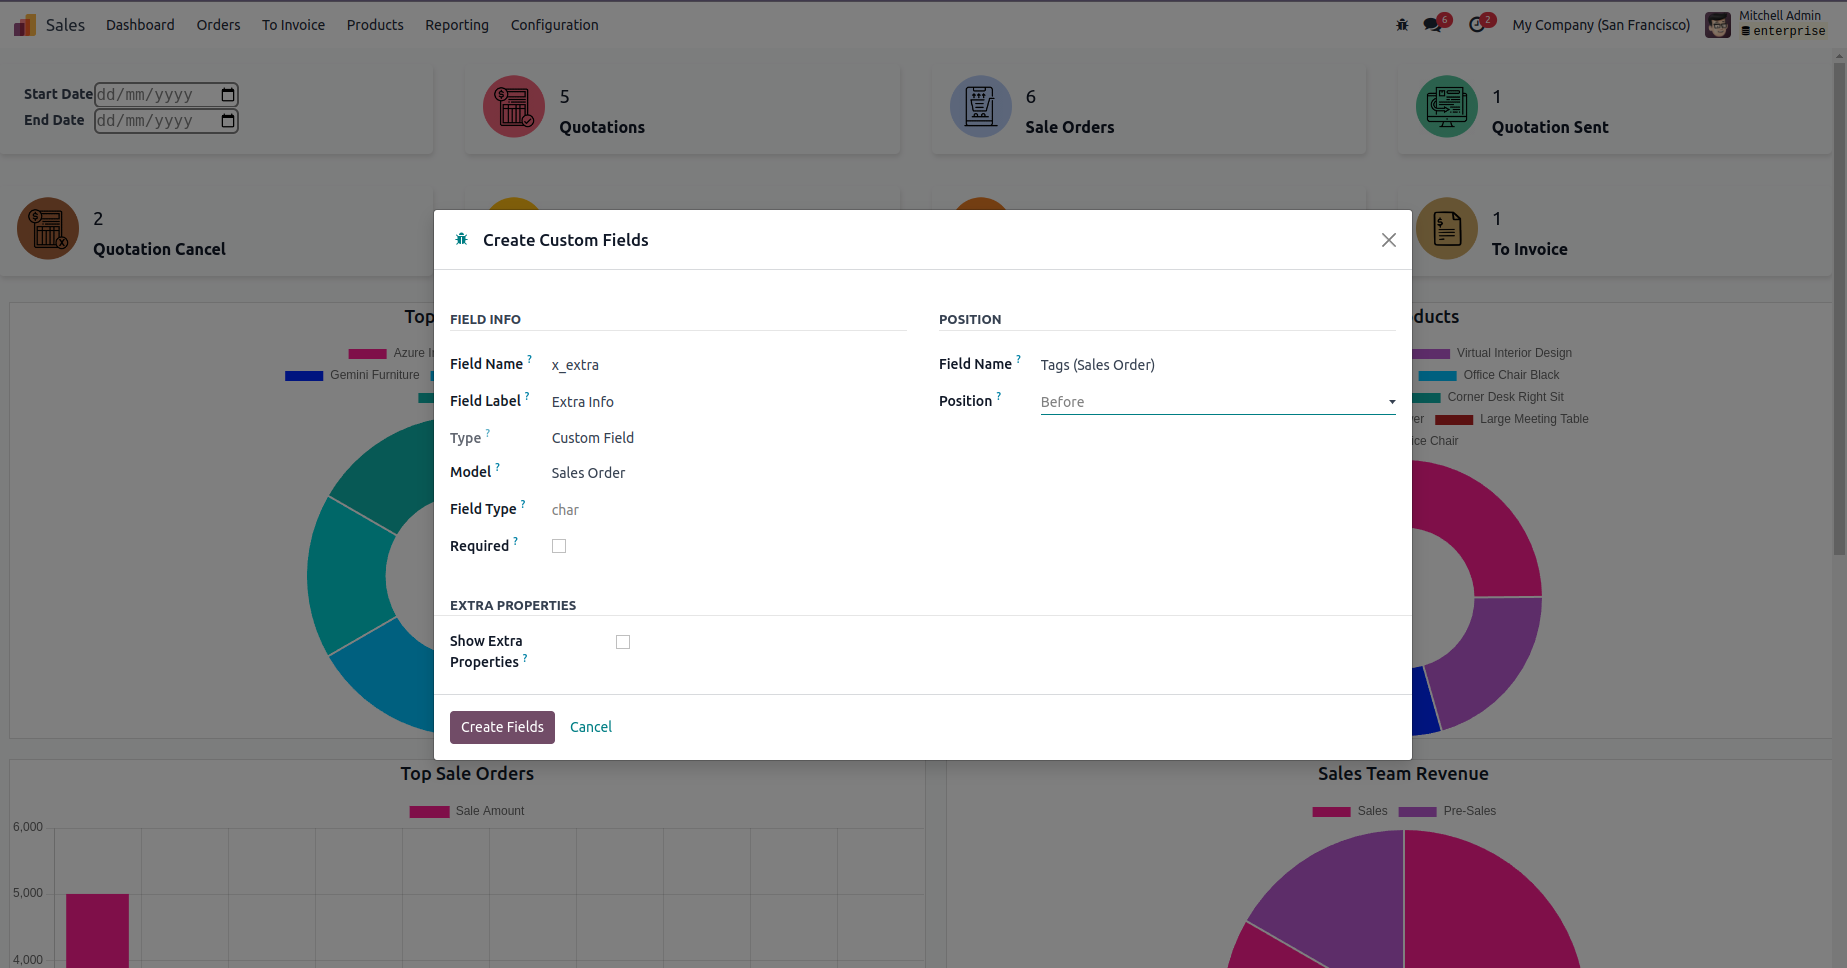 Sales Dashboard Orders To Invoice Products Reporting Configuration 6 2 My Company (San Francisco) Mitchell Admin
enterprise
Start Date dd/mm/yyyy
End Date dd/mm/yyyy
5
Quotations
6
Sale Orders
1
Quotation Sent
2
Quotation Cancel
1
To Invoice
Create Custom Fields
FIELD INFO
Field Name ? x_extra
Field Label ? Extra Info
Type ? Custom Field
Model ? Sales Order
Field Type ? char
Required ?
POSITION
Field Name ? Tags (Sales Order)
Position ? Before
EXTRA PROPERTIES
Show Extra
Properties ?
Create Fields Cancel
Top
Azure In
Gemini Furniture
ducts
Virtual Interior Design
Office Chair Black
Corner Desk Right Sit
er Large Meeting Table
ice Chair
Top Sale Orders
Sale Amount
6,000
5,000
4,000
Sales Team Revenue
Sales Pre-Sales